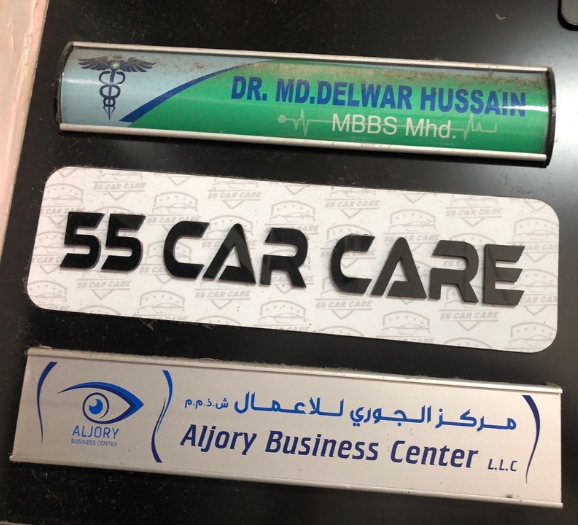 DR. MD.DELWAR HUSSAIN
MBBS Mhd.
55 CAR CARE
مركز الجوري للاعمال ش.ذ.م.م
ALJORY
BUSINESS CENTER
Aljory Business Center L.L.C